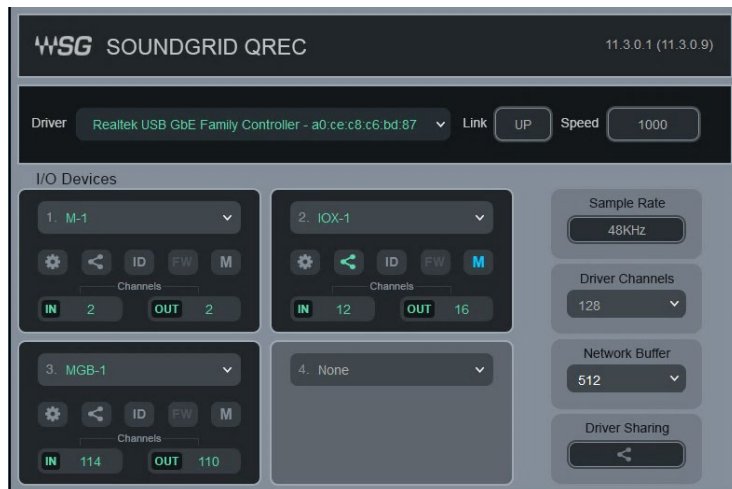 WSG SOUNDGRID QREC 11.3.0.1 (11.3.0.9)
Driver Realtek USB GbE Family Controller - a0:ce:c8:c6:bd:87 Link UP Speed 1000
I/O Devices
1. M-1
ID FW M
Channels
IN 2 OUT 2
2. IOX-1
ID FW M
Channels
IN 12 OUT 16
3. MGB-1
ID FW M
Channels
IN 114 OUT 110
4. None
Sample Rate
48KHz
Driver Channels
128
Network Buffer
512
Driver Sharing